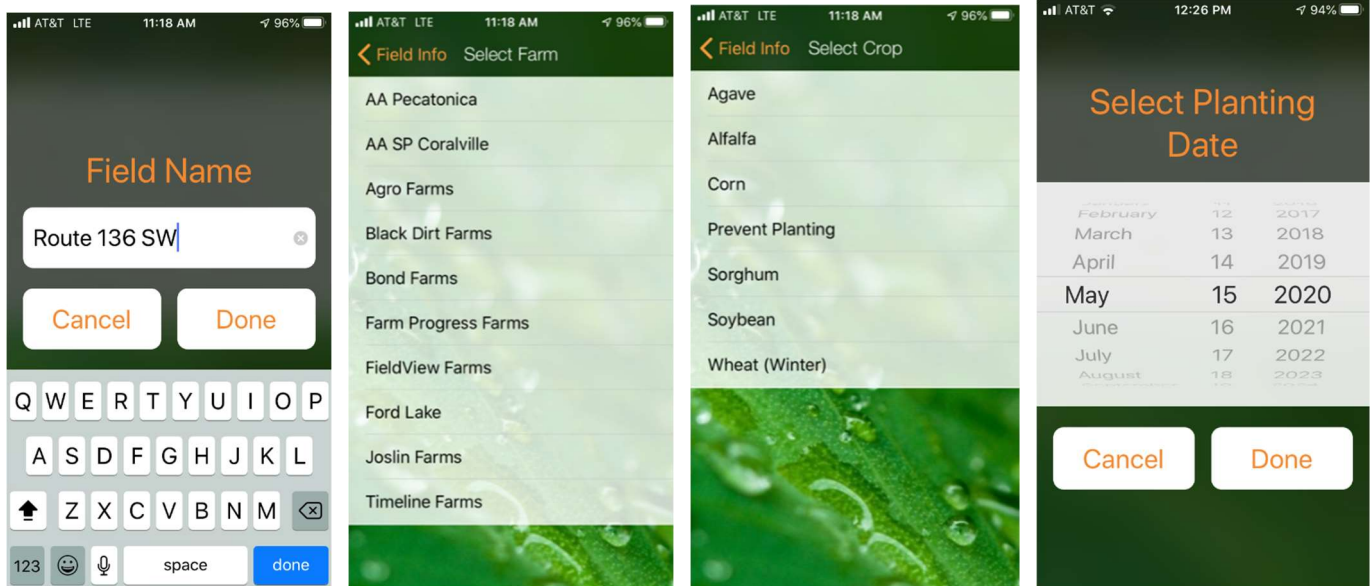 AT&T LTE 11:18 AM 96%
Field Name
Route 136 SW
Cancel Done
Q W E R T Y U I O P
A S D F G H J K L
Z X C V B N M
123 space done
AT&T LTE 11:18 AM 96%
Field Info Select Farm
AA Pecatonica
AA SP Coralville
Agro Farms
Black Dirt Farms
Bond Farms
Farm Progress Farms
FieldView Farms
Ford Lake
Joslin Farms
Timeline Farms
AT&T LTE 11:18 AM 96%
Field Info Select Crop
Agave
Alfalfa
Corn
Prevent Planting
Sorghum
Soybean
Wheat (Winter)
AT&T 12:26 PM 94%
Select Planting
Date
February 12 2017
March 13 2018
April 14 2019
May 15 2020
June 16 2021
July 17 2022
August 18 2023
Cancel Done